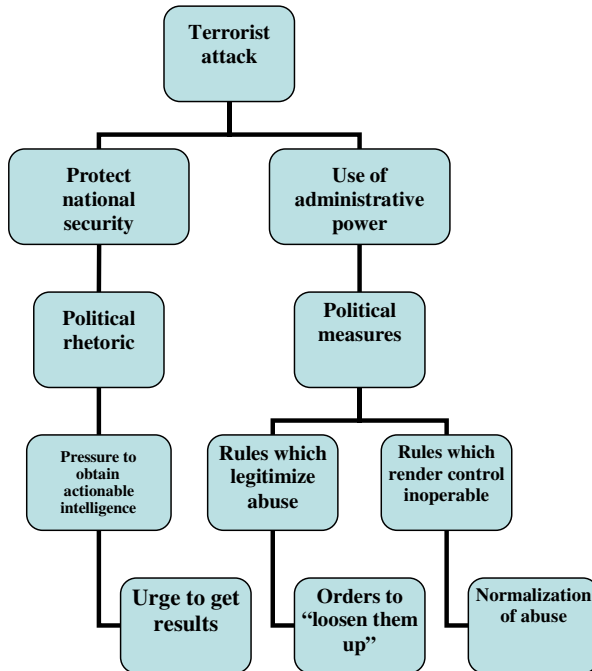 Terrorist
attack
Protect
national
security
Use of
administrative
power
Political
rhetoric
Political
measures
Pressure to
obtain
actionable
intelligence
Rules which
legitimize
abuse
Rules which
render control
inoperable
Urge to get
results
Orders to
“loosen them
up”
Normalization
of abuse